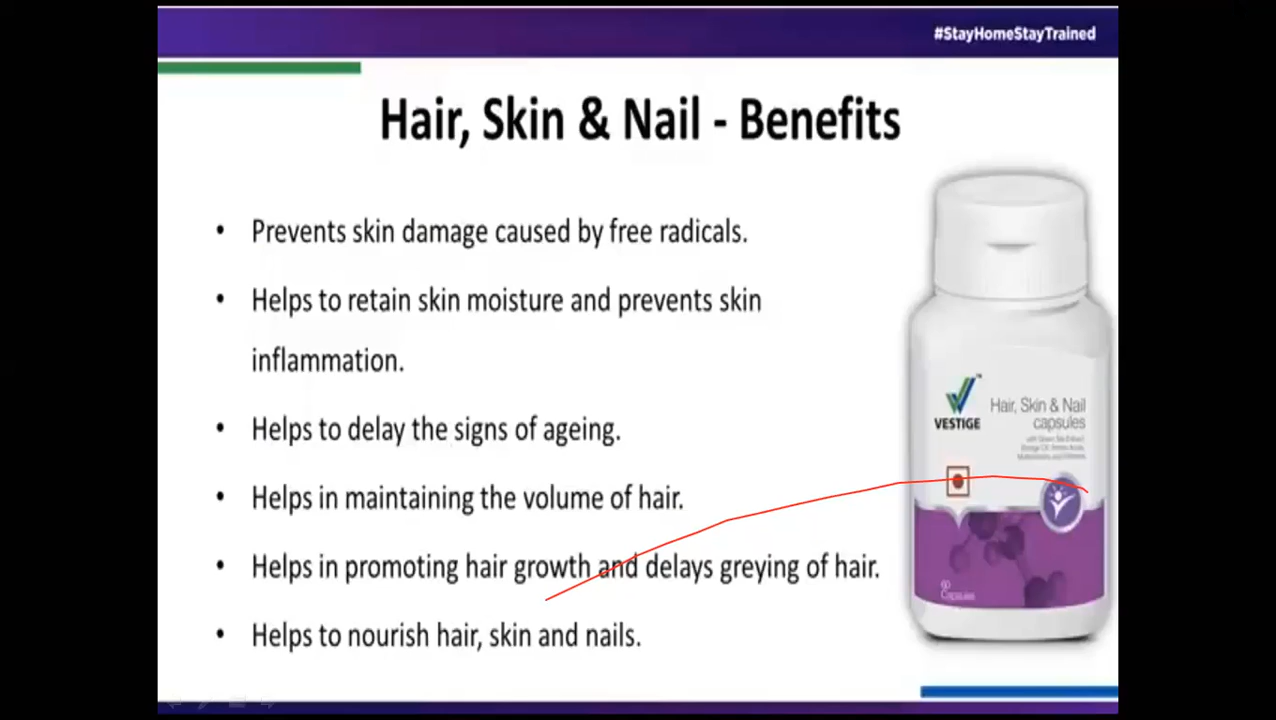 #StayHomeStayTrained
Hair, Skin & Nail - Benefits
• Prevents skin damage caused by free radicals.
• Helps to retain skin moisture and prevents skin
inflammation.
• Helps to delay the signs of ageing.
• Helps in maintaining the volume of hair.
• Helps in promoting hair growth and delays greying of hair.
• Helps to nourish hair, skin and nails.
VESTIGE
TM
Hair, Skin & Nail
capsules
60
Capsules